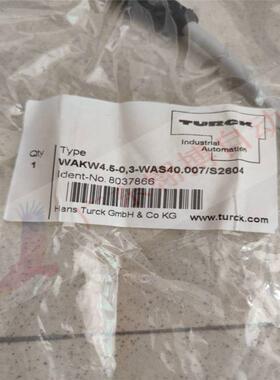 TURCK
Industrial
Automation
Qty
1
Type
WAKW4.5-0,3-WAS40.007/S2604
Ident-No. 8037866
Hans Turck GmbH & Co KG
www.turck.com